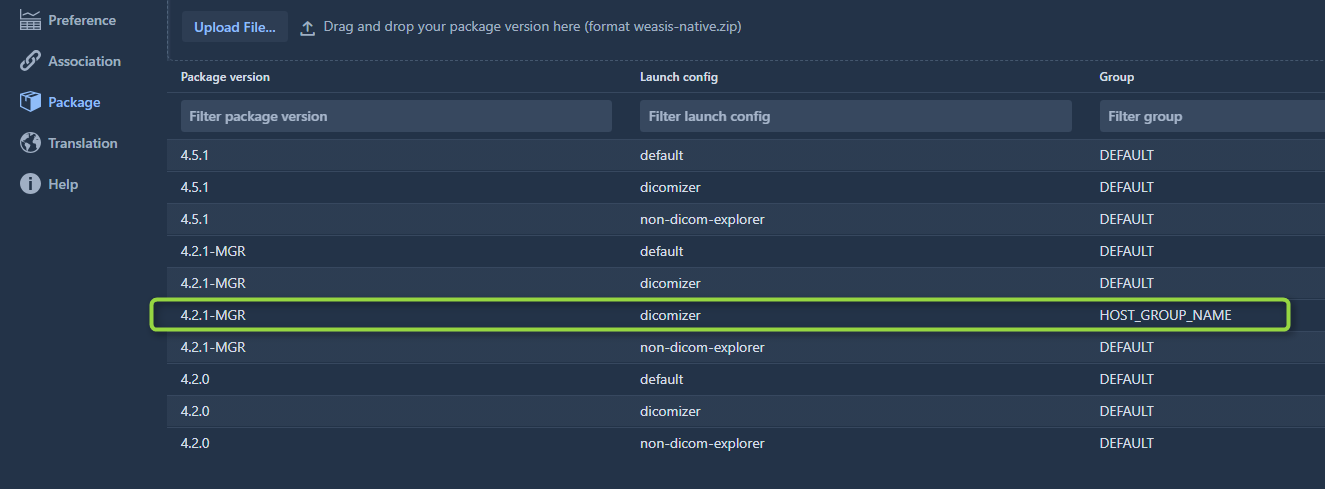 Preference
Association
Package
Translation
Help
Upload File... Drag and drop your package version here (format weasis-native.zip)
Package version Launch config Group
Filter package version Filter launch config Filter group
4.5.1 default DEFAULT
4.5.1 dicomizer DEFAULT
4.5.1 non-dicom-explorer DEFAULT
4.2.1-MGR default DEFAULT
4.2.1-MGR dicomizer DEFAULT
4.2.1-MGR dicomizer HOST_GROUP_NAME
4.2.1-MGR non-dicom-explorer DEFAULT
4.2.0 default DEFAULT
4.2.0 dicomizer DEFAULT
4.2.0 non-dicom-explorer DEFAULT